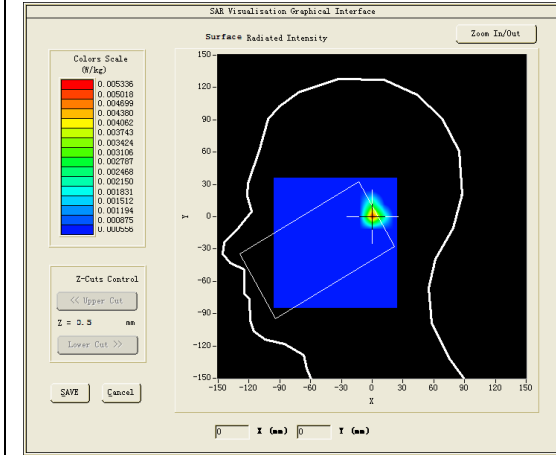 SAR Visualisation Graphical Interface
Surface Radiated Intensity
Zoom In/Out
Colors Scale
(W/kg)
0.005336
0.005018
0.004699
0.004380
0.004062
0.003743
0.003424
0.003106
0.002787
0.002468
0.002150
0.001831
0.001512
0.001194
0.000875
0.000556
150
120
90
60
30
Y
0
-30
-60
-90
-120
-150
-150 -120 -90 -60 -30 0 30 60 90 120 150
X
Z-Cuts Control
<< Upper Cut
Z = 0.5 mm
Lower Cut >>
SAVE Cancel
0 X (mm) 0 Y (mm)